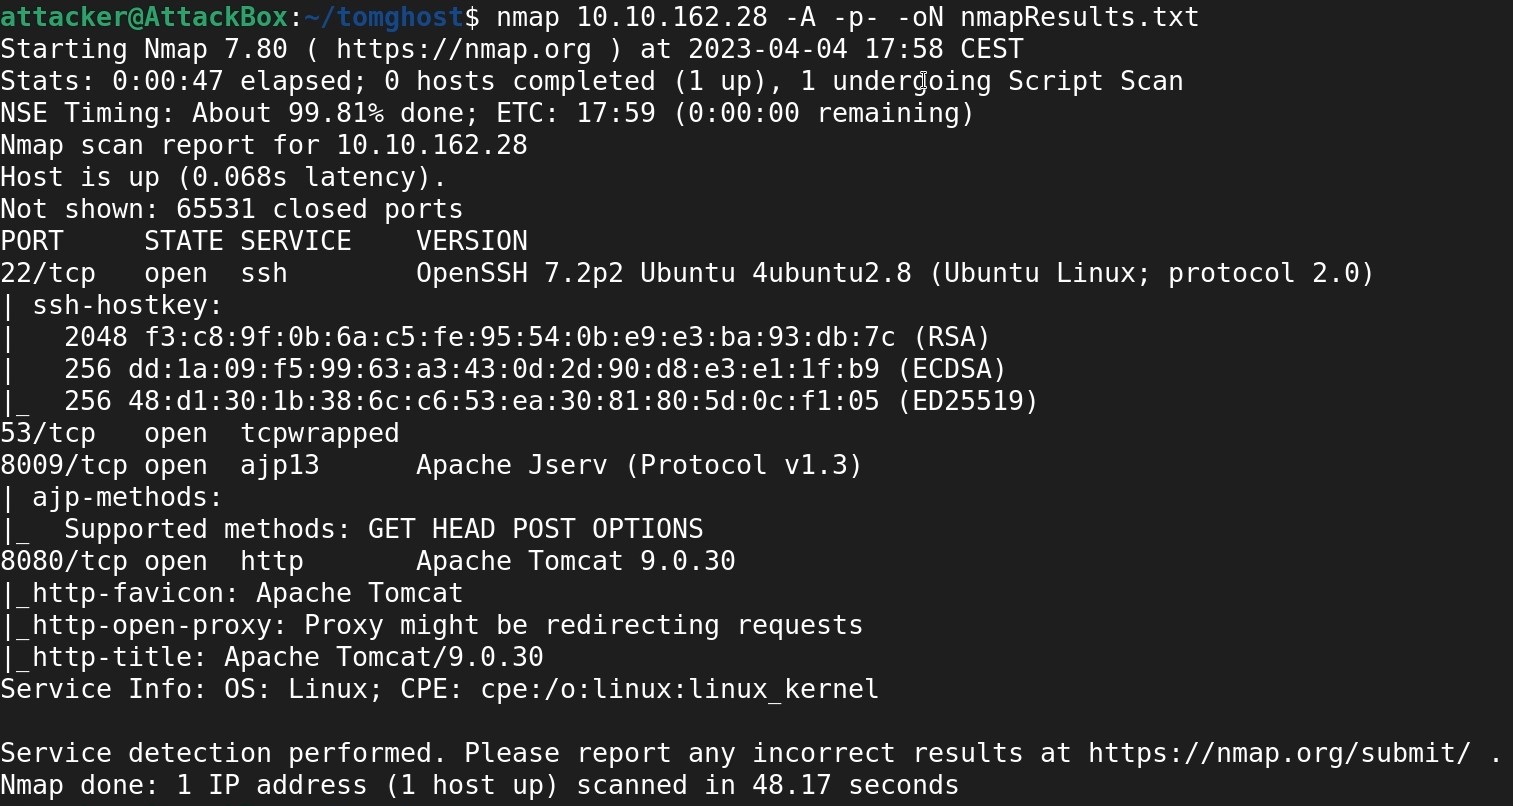 attacker@AttackBox:~/tomghost$ nmap 10.10.162.28 -A -p- -oN nmapResults.txt
Starting Nmap 7.80 ( https://nmap.org ) at 2023-04-04 17:58 CEST
Stats: 0:00:47 elapsed; 0 hosts completed (1 up), 1 undergoing Script Scan
NSE Timing: About 99.81% done; ETC: 17:59 (0:00:00 remaining)
Nmap scan report for 10.10.162.28
Host is up (0.068s latency).
Not shown: 65531 closed ports
PORT     STATE SERVICE    VERSION
22/tcp   open  ssh        OpenSSH 7.2p2 Ubuntu 4ubuntu2.8 (Ubuntu Linux; protocol 2.0)
| ssh-hostkey:
|   2048 f3:c8:9f:0b:6a:c5:fe:95:54:0b:e9:e3:ba:93:db:7c (RSA)
|   256 dd:1a:09:f5:99:63:a3:43:0d:2d:90:d8:e3:e1:1f:b9 (ECDSA)
|_  256 48:d1:30:1b:38:6c:c6:53:ea:30:81:80:5d:0c:f1:05 (ED25519)
53/tcp   open  tcpwrapped
8009/tcp open  ajp13      Apache Jserv (Protocol v1.3)
| ajp-methods:
|_  Supported methods: GET HEAD POST OPTIONS
8080/tcp open  http       Apache Tomcat 9.0.30
|_http-favicon: Apache Tomcat
|_http-open-proxy: Proxy might be redirecting requests
|_http-title: Apache Tomcat/9.0.30
Service Info: OS: Linux; CPE: cpe:/o:linux:linux_kernel

Service detection performed. Please report any incorrect results at https://nmap.org/submit/ .
Nmap done: 1 IP address (1 host up) scanned in 48.17 seconds